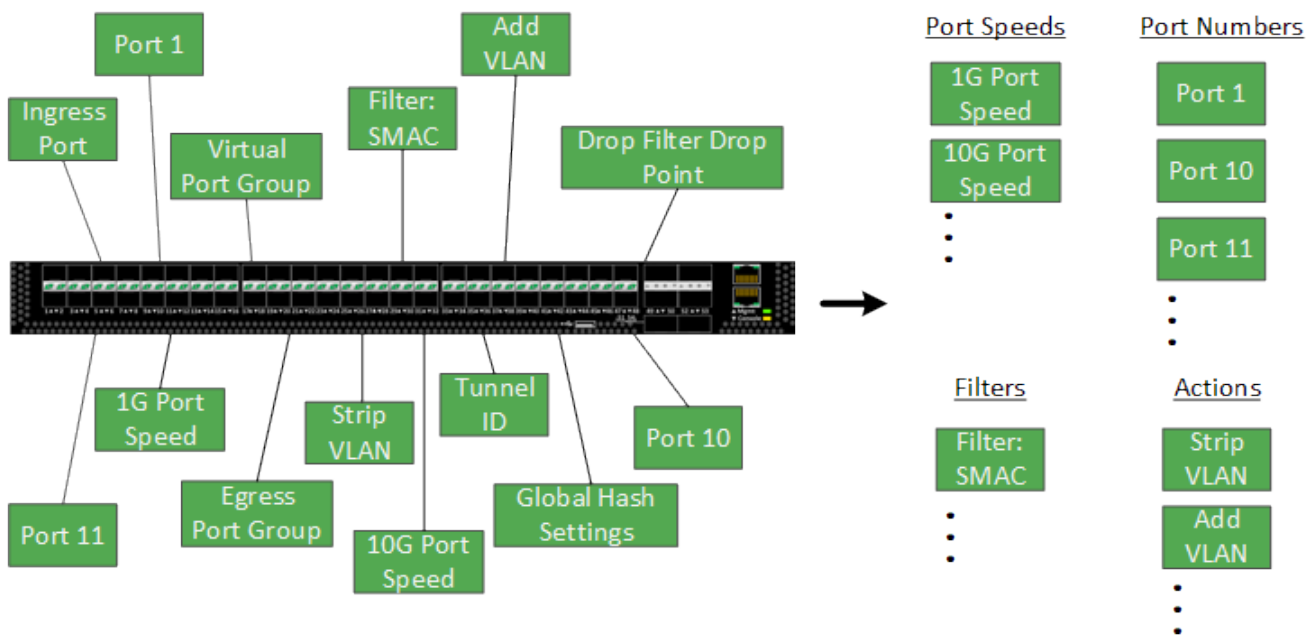 Port 1
Add
VLAN
Port Speeds
Port Numbers
Ingress
Port
Filter:
SMAC
Virtual
Port Group
Drop Filter Drop
Point
1G Port
Speed
10G Port
Speed
Port 1
Port 10
Port 11
Mgmt
Console
1G Port
Speed
Strip
VLAN
Tunnel
ID
Port 10
Egress
Port Group
Global Hash
Settings
Port 11
10G Port
Speed
Filters
Actions
Filter:
SMAC
Strip
VLAN
Add
VLAN